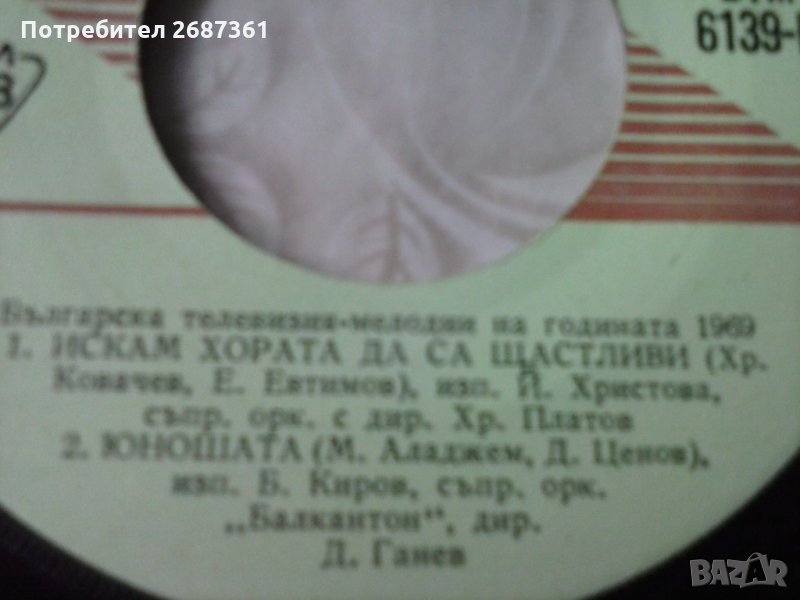 Потребител 2687361
6139-
Българска телевизия-мелодии на годината 1969
1. ИСКАМ ХОРАТА ДА СА ЩАСТЛИВИ (Хр.
Ковачев, Е. Евтимов), изп. Й. Христова,
съпр. орк. с дир. Хр. Платов
2. ЮНОШАТА (М. Аладжем, Д. Ценов),
изп. Б. Киров, съпр. орк.
„Балкантон", дир.
Д. Ганев
BAZAR